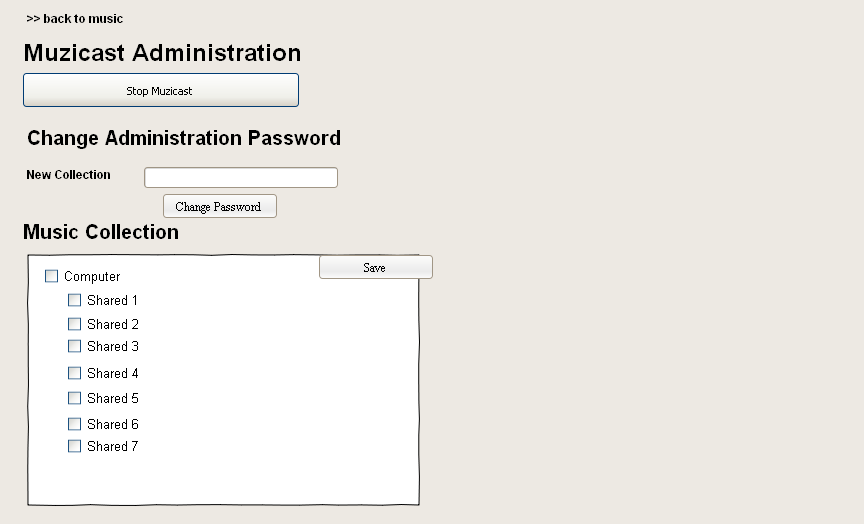 >> back to music
Muzicast Administration
Stop Muzicast
Change Administration Password
New Collection
Change Password
Music Collection
Save
Computer
Shared 1
Shared 2
Shared 3
Shared 4
Shared 5
Shared 6
Shared 7